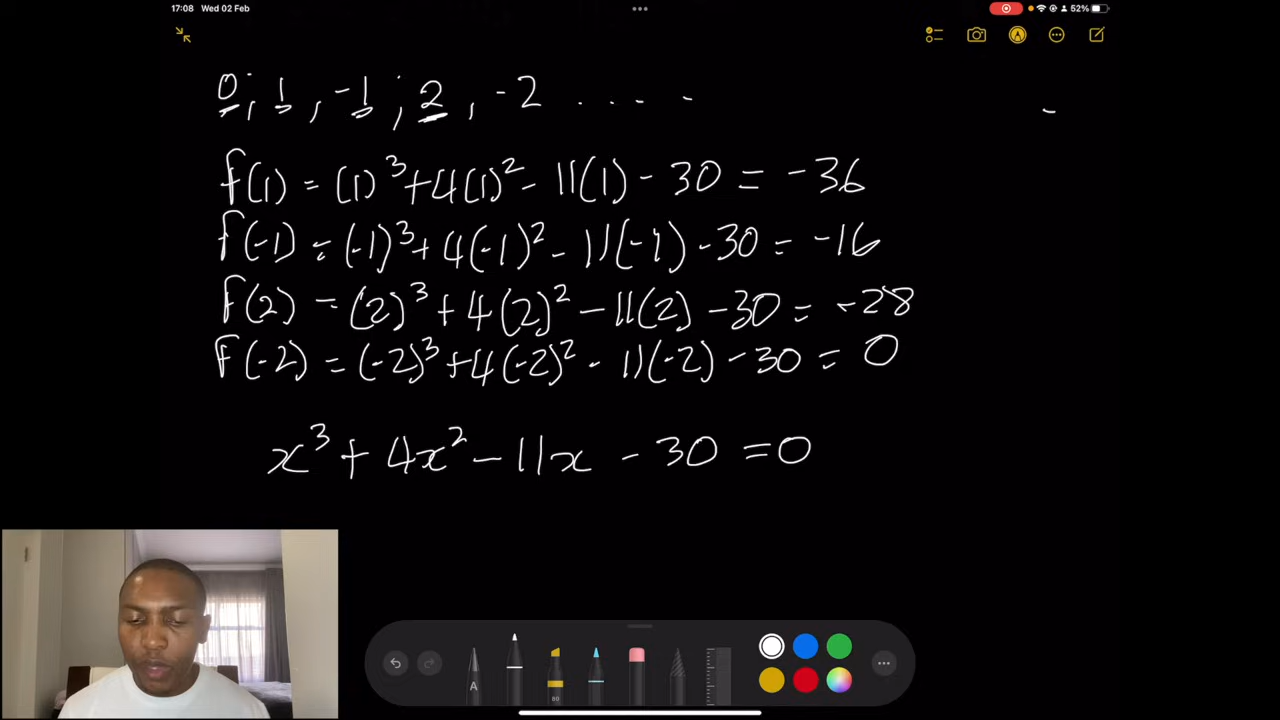 17:08 Wed 02 Feb
52%
0, 1, -1, 2, -2 .....
f(1) = (1)³ + 4(1)² - 11(1) - 30 = -36
f(-1) = (-1)³ + 4(-1)² - 11(-1) - 30 = -16
f(2) = (2)³ + 4(2)² - 11(2) - 30 = -28
f(-2) = (-2)³ + 4(-2)² - 11(-2) - 30 = 0
x³ + 4x² - 11x - 30 = 0
A
80